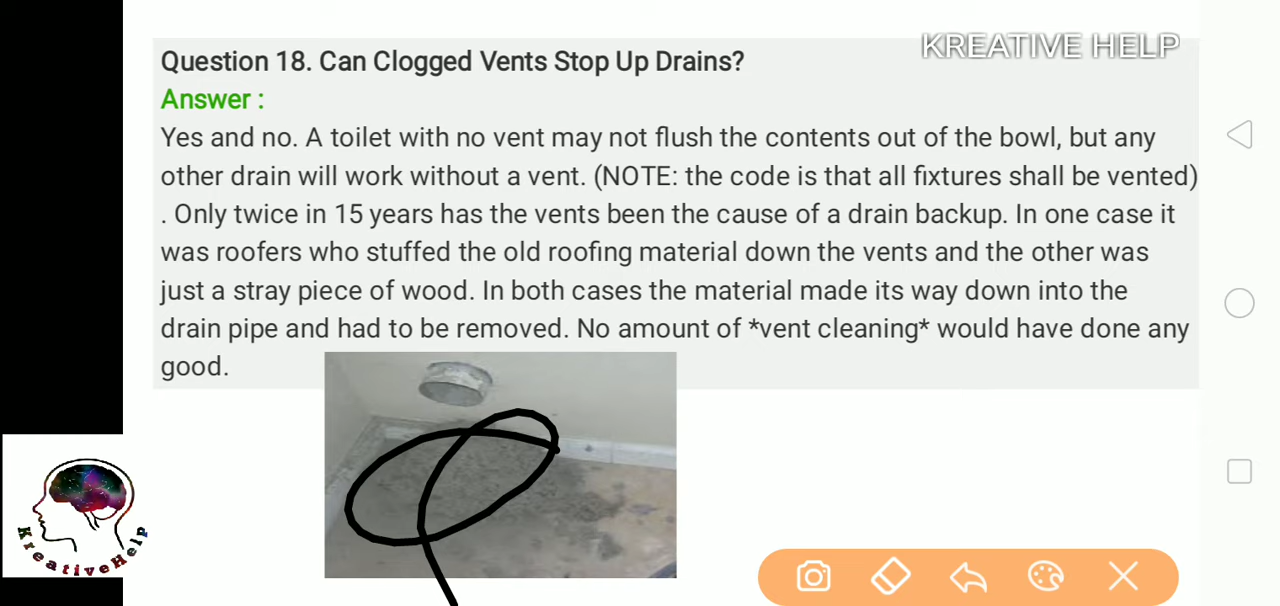 KREATIVE HELP
Question 18. Can Clogged Vents Stop Up Drains?
Answer :
Yes and no. A toilet with no vent may not flush the contents out of the bowl, but any
other drain will work without a vent. (NOTE: the code is that all fixtures shall be vented)
. Only twice in 15 years has the vents been the cause of a drain backup. In one case it
was roofers who stuffed the old roofing material down the vents and the other was
just a stray piece of wood. In both cases the material made its way down into the
drain pipe and had to be removed. No amount of *vent cleaning* would have done any
good.
KreativeHelp